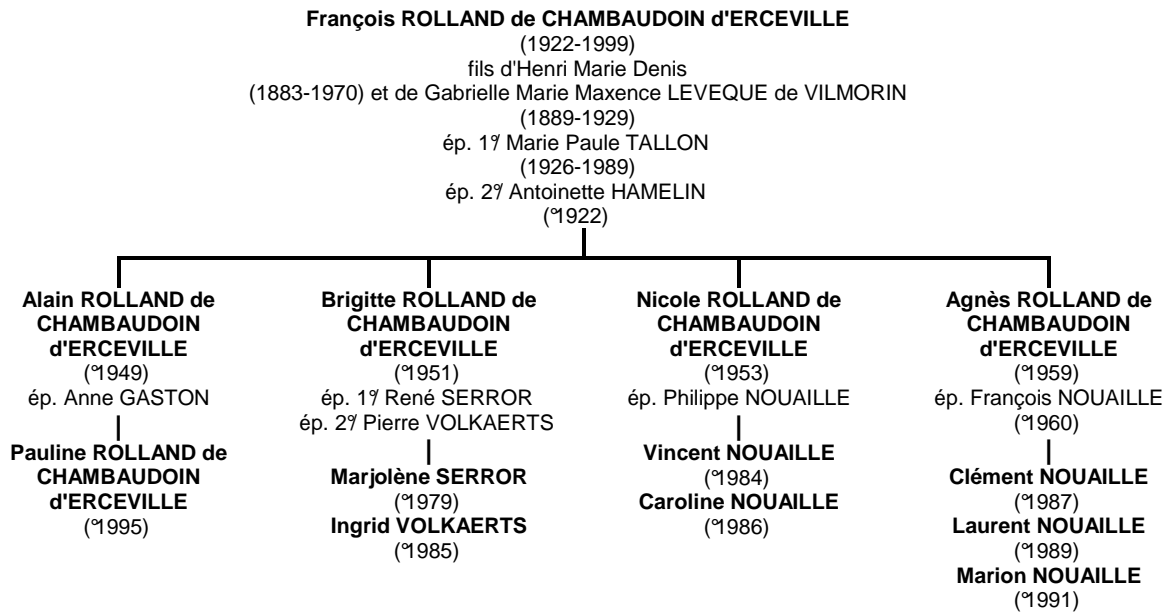 François ROLLAND de CHAMBAUDOIN d'ERCEVILLE
(1922-1999)
fils d'Henri Marie Denis
(1883-1970) et de Gabrielle Marie Maxence LEVEQUE de VILMORIN
(1889-1929)
ép. 1°/ Marie Paule TALLON
(1926-1989)
ép. 2°/ Antoinette HAMELIN
(°1922)
Alain ROLLAND de
CHAMBAUDOIN
d'ERCEVILLE
(°1949)
ép. Anne GASTON
Pauline ROLLAND de
CHAMBAUDOIN
d'ERCEVILLE
(°1995)
Brigitte ROLLAND de
CHAMBAUDOIN
d'ERCEVILLE
(°1951)
ép. 1°/ René SERROR
ép. 2°/ Pierre VOLKAERTS
Marjolène SERROR
(°1979)
Ingrid VOLKAERTS
(°1985)
Nicole ROLLAND de
CHAMBAUDOIN
d'ERCEVILLE
(°1953)
ép. Philippe NOUAILLE
Vincent NOUAILLE
(°1984)
Caroline NOUAILLE
(°1986)
Agnès ROLLAND de
CHAMBAUDOIN
d'ERCEVILLE
(°1959)
ép. François NOUAILLE
(°1960)
Clément NOUAILLE
(°1987)
Laurent NOUAILLE
(°1989)
Marion NOUAILLE
(°1991)